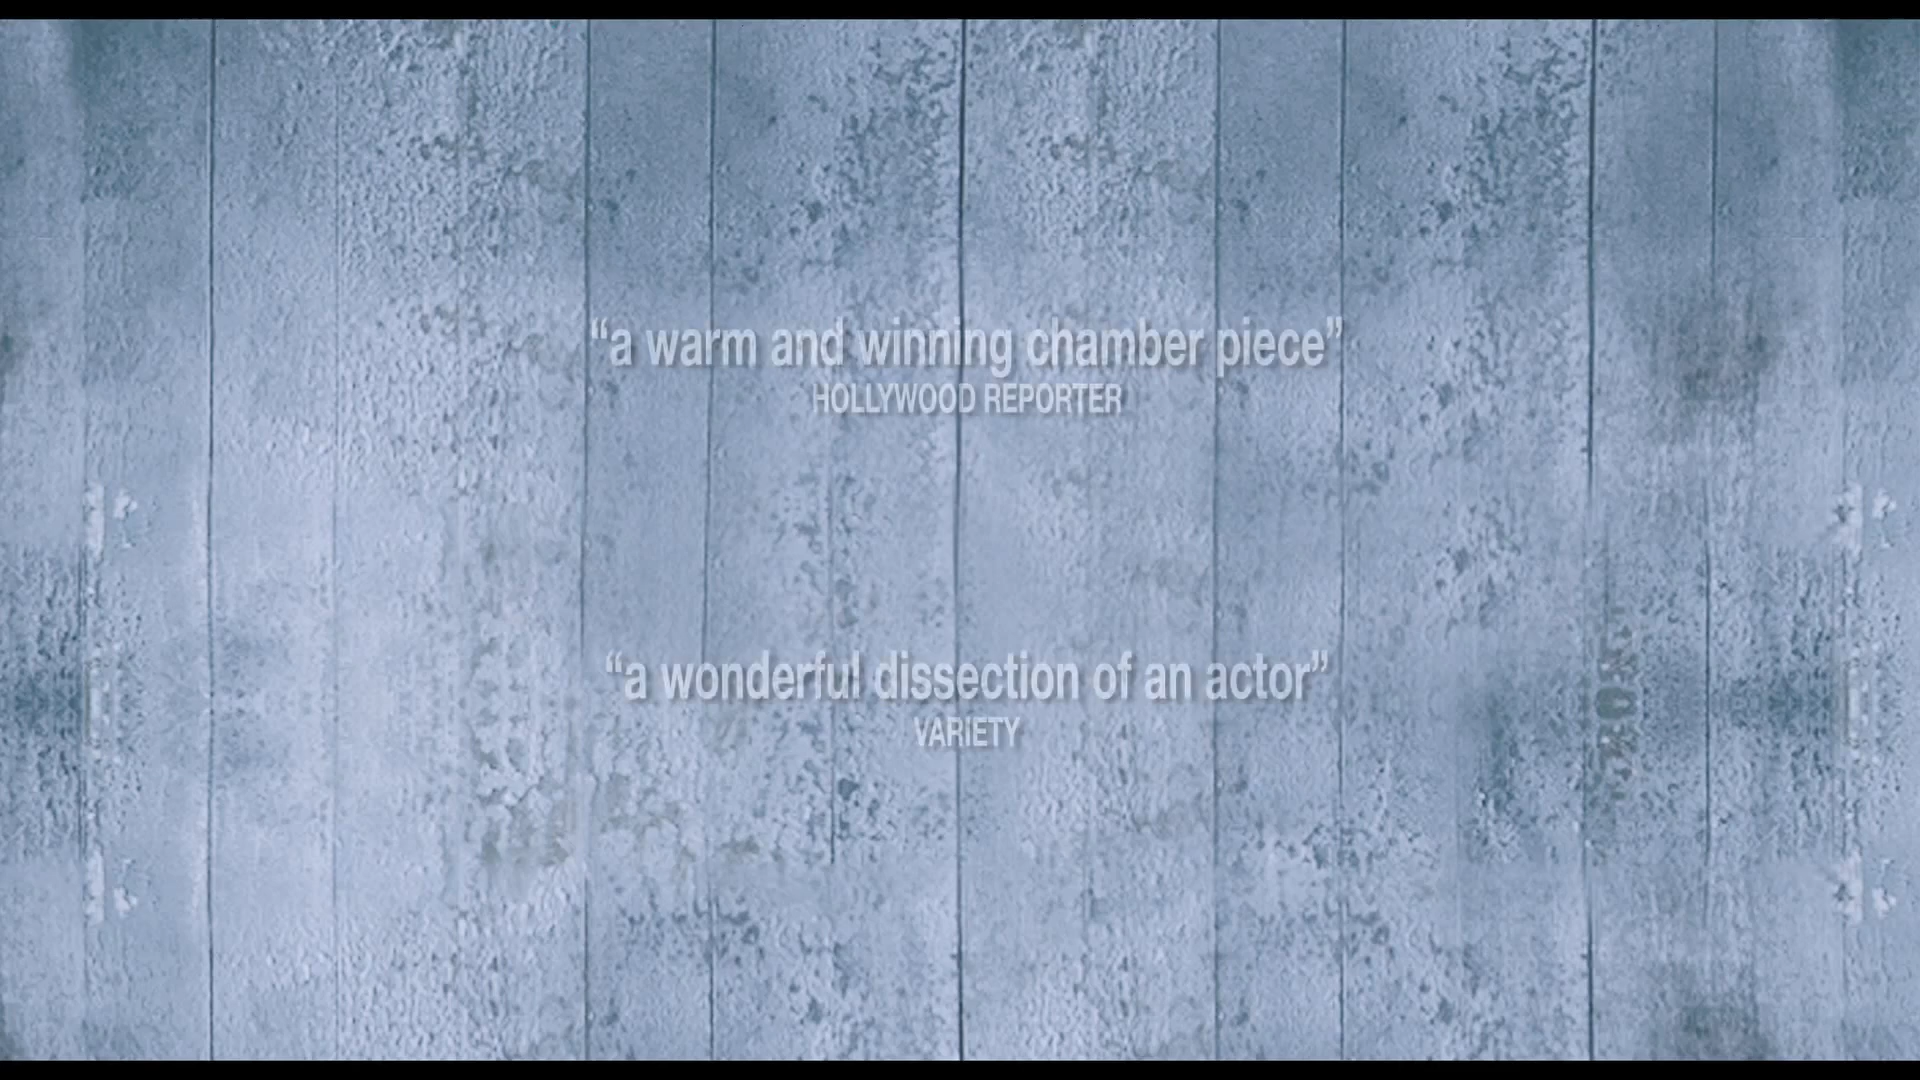 “a warm and winning chamber piece”
HOLLYWOOD REPORTER
“a wonderful dissection of an actor”
VARIETY